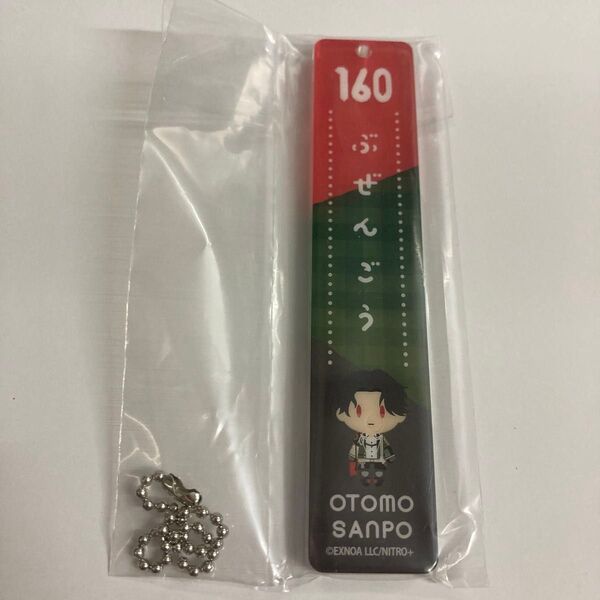 160
ぶぜんごう
OTOMO
SANPO
©EXNOA LLC/NITRO+